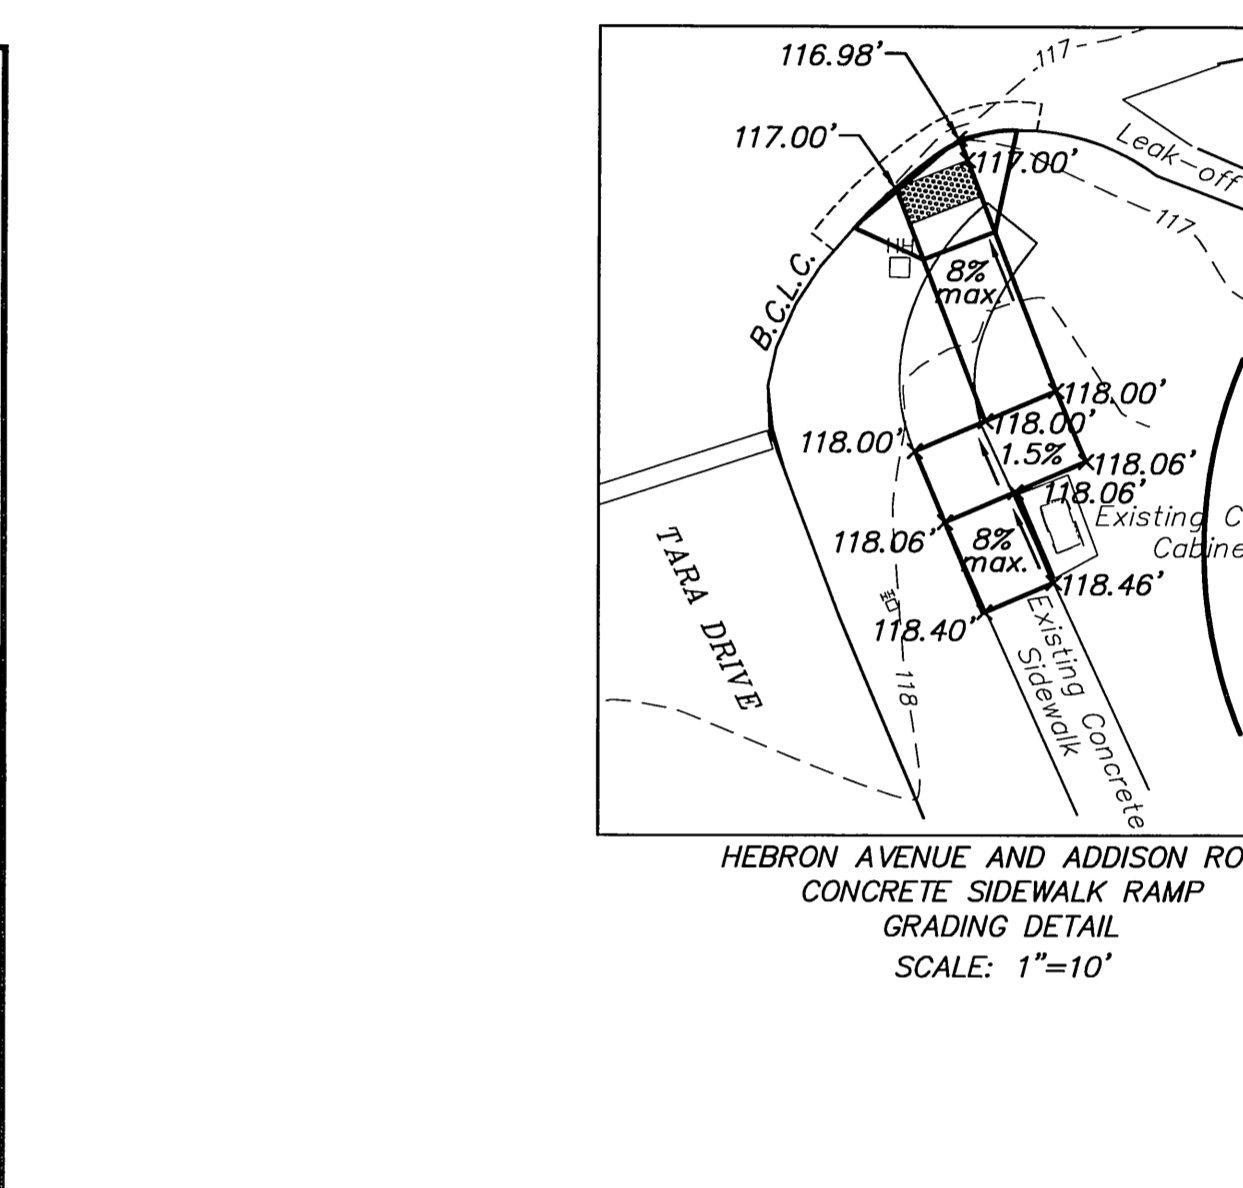 116.98'
117
117.00'
117.00'
Leak-off
117
HH
8%
max.
B.C.L.C.
118.00'
118.00'
118.00'
1.5%
118.06'
118.06'
Existing C
Cabine
118.06'
8%
max.
118.46'
118.40'
TARA DRIVE
118
Existing Concrete
Sidewalk
HEBRON AVENUE AND ADDISON RO
CONCRETE SIDEWALK RAMP
GRADING DETAIL
SCALE: 1"=10'